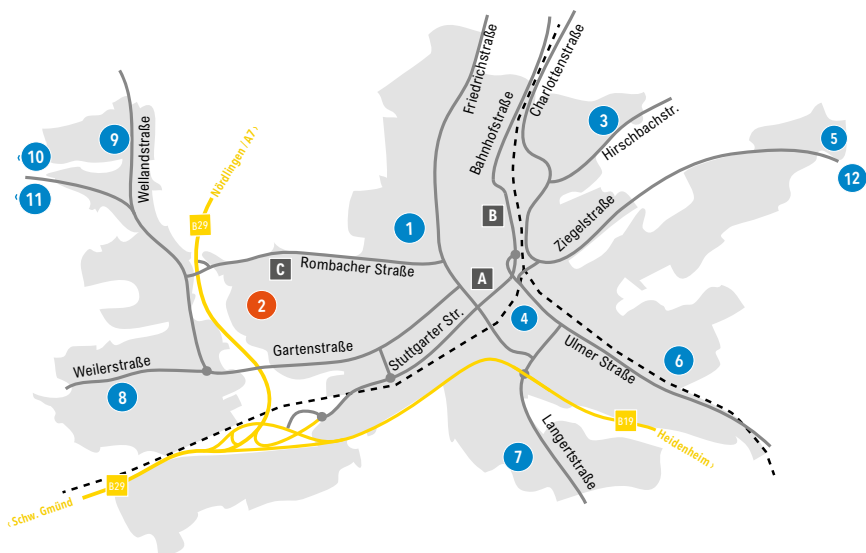 Friedrichstraße
Bahnhofstraße
Charlottenstraße
3
Hirschbachstr.
5
9
Wellandstraße
10
11
12
Nördlingen /A7›
B29
1
B
Ziegelstraße
C
Rombacher Straße
A
2
4
Stuttgarter Str.
Gartenstraße
Ulmer Straße
6
Weilerstraße
8
B19
Heidenheim›
7
Langertstraße
B29
‹Schw. Gmünd